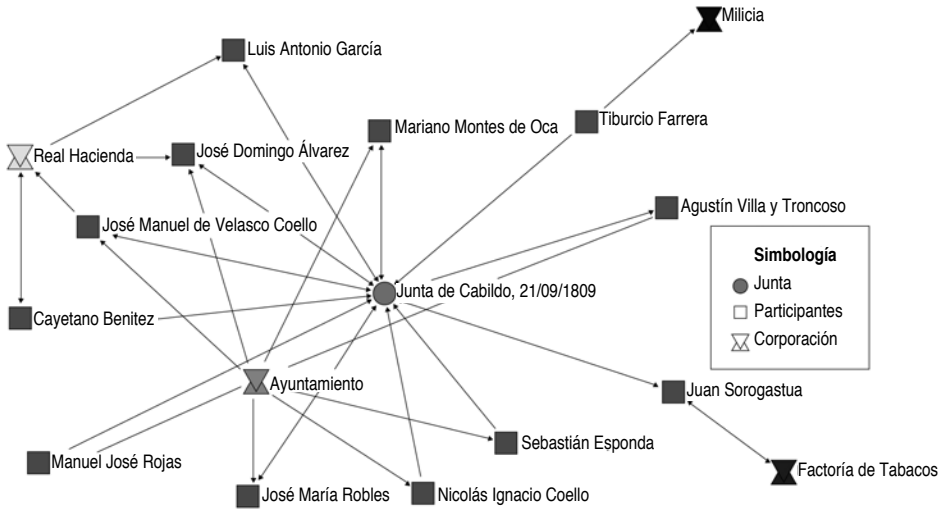 Milicia
Luis Antonio García
Mariano Montes de Oca
Tiburcio Farrera
Real Hacienda
José Domingo Álvarez
Agustín Villa y Troncoso
José Manuel de Velasco Coello
Simbología
Junta
Participantes
Corporación
Junta de Cabildo, 21/09/1809
Cayetano Benitez
Ayuntamiento
Juan Sorogastua
Sebastián Esponda
Manuel José Rojas
Factoría de Tabacos
José María Robles
Nicolás Ignacio Coello